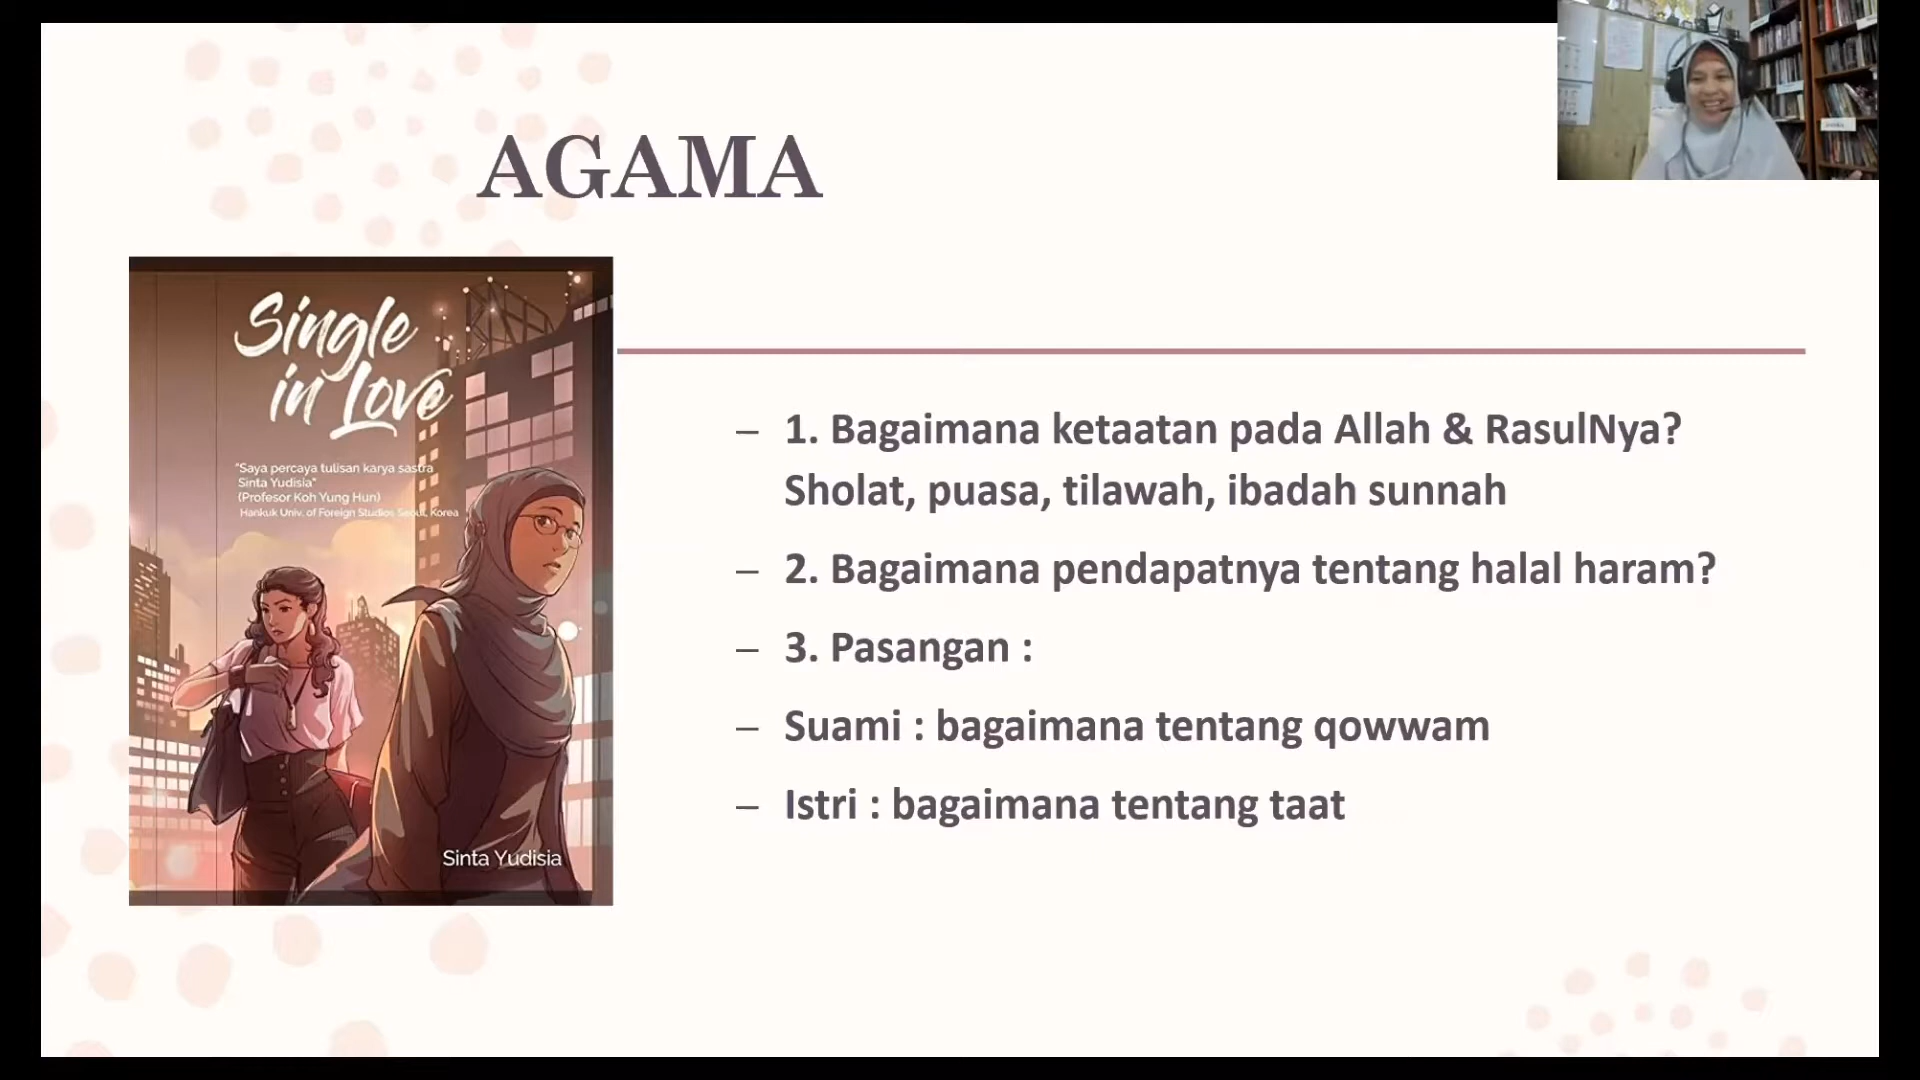 AGAMA
Single
in Love
"Saya percaya tulisan karya sastra
Sinta Yudisia"
(Profesor Koh Yung Hun)
Hankuk Univ. of Foreign Studies Seoul, Korea
Sinta Yudisia
– 1. Bagaimana ketaatan pada Allah & RasulNya?
Sholat, puasa, tilawah, ibadah sunnah
– 2. Bagaimana pendapatnya tentang halal haram?
– 3. Pasangan :
– Suami : bagaimana tentang qowwam
– Istri : bagaimana tentang taat